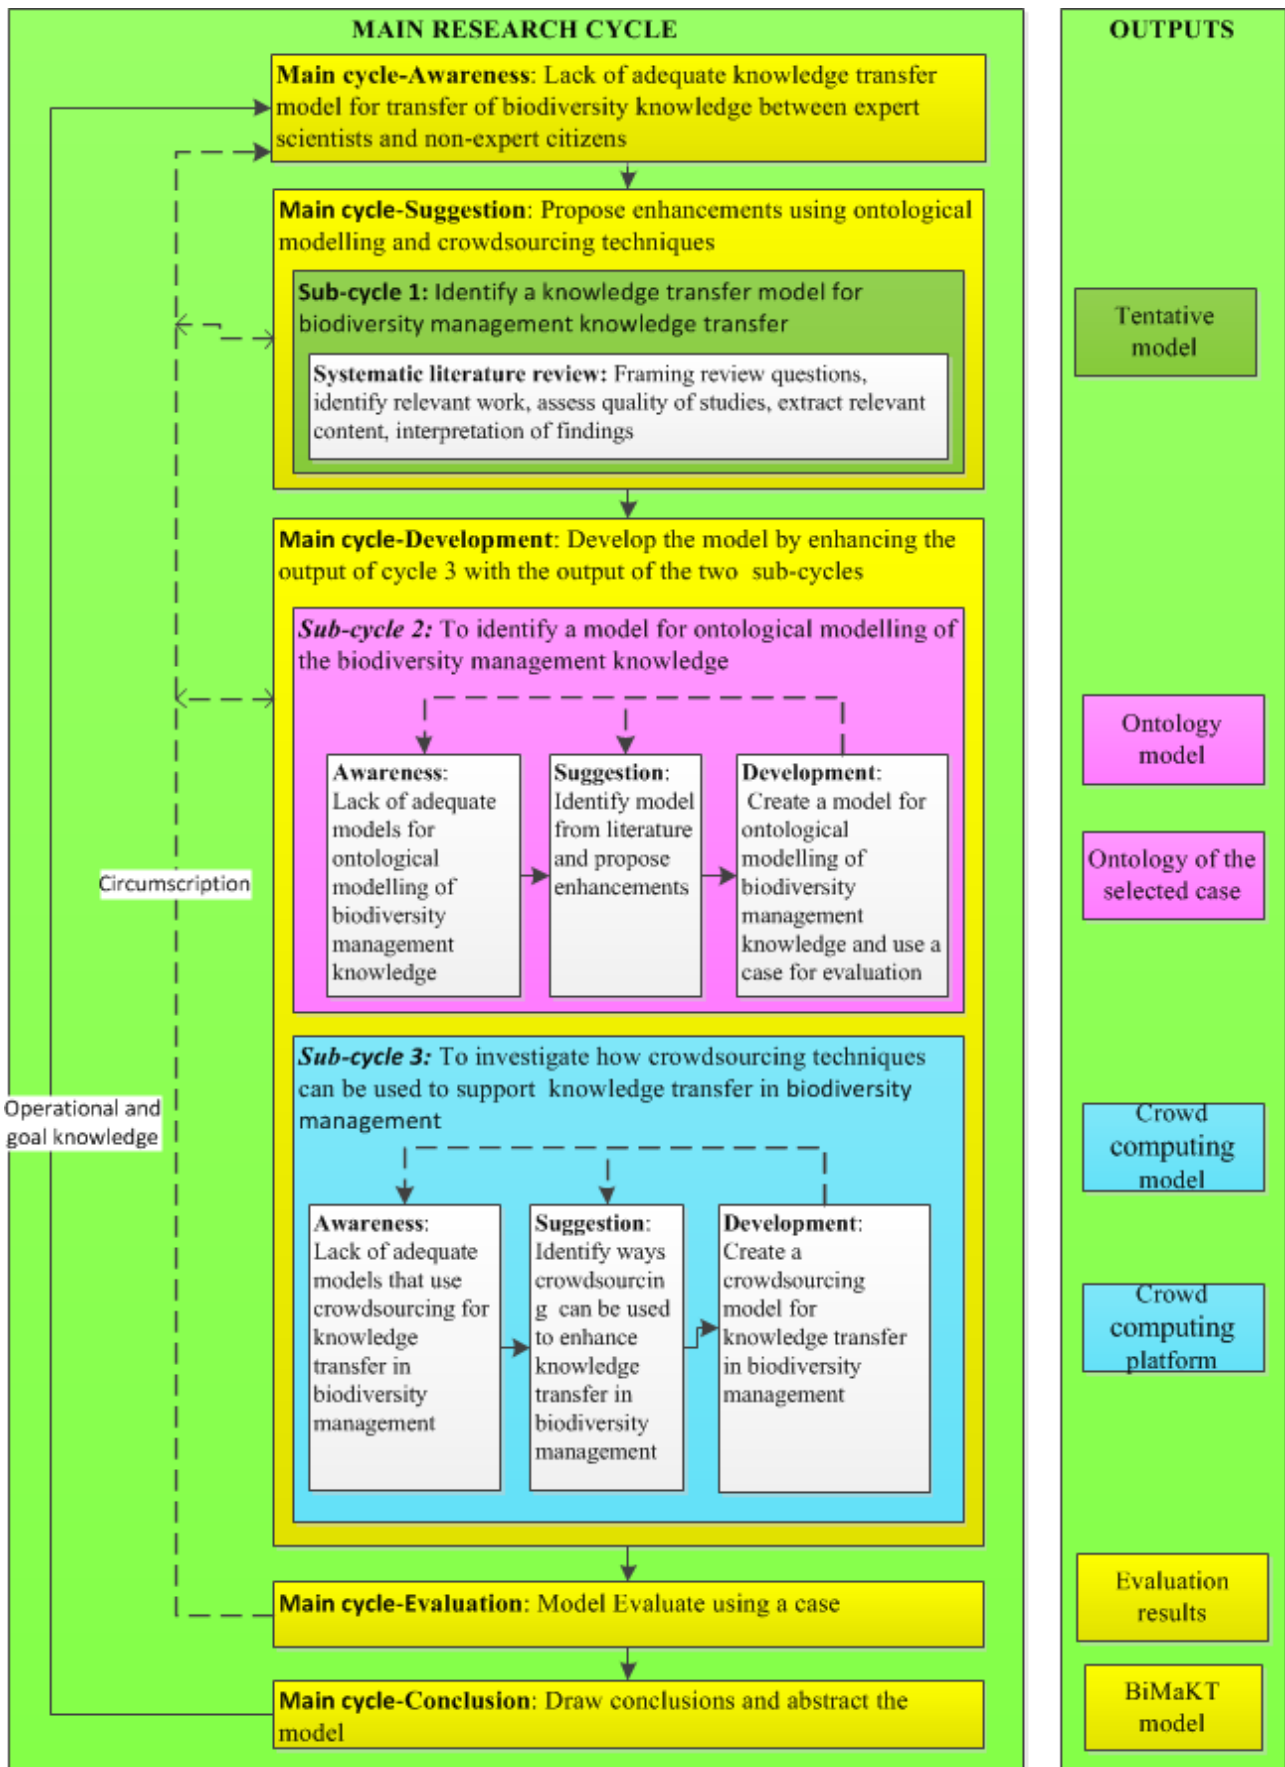 MAIN RESEARCH CYCLE
Main cycle-Awareness: Lack of adequate knowledge transfer
model for transfer of biodiversity knowledge between expert
scientists and non-expert citizens
Main cycle-Suggestion: Propose enhancements using ontological
modelling and crowdsourcing techniques
Sub-cycle 1: Identify a knowledge transfer model for
biodiversity management knowledge transfer
Systematic literature review: Framing review questions,
identify relevant work, assess quality of studies, extract relevant
content, interpretation of findings
Main cycle-Development: Develop the model by enhancing the
output of cycle 3 with the output of the two sub-cycles
Sub-cycle 2: To identify a model for ontological modelling of
the biodiversity management knowledge
Awareness:
Lack of adequate
models for
ontological
modelling of
biodiversity
management
knowledge
Suggestion:
Identify model
from literature
and propose
enhancements
Development:
Create a model for
ontological
modelling of
biodiversity
management
knowledge and use a
case for evaluation
Sub-cycle 3: To investigate how crowdsourcing techniques
can be used to support knowledge transfer in biodiversity
management
Awareness:
Lack of adequate
models that use
crowdsourcing for
knowledge
transfer in
biodiversity
management
Suggestion:
Identify ways
crowdsourcin
g can be used
to enhance
knowledge
transfer in
biodiversity
management
Development:
Create a
crowdsourcing
model for
knowledge transfer
in biodiversity
management
Main cycle-Evaluation: Model Evaluate using a case
Main cycle-Conclusion: Draw conclusions and abstract the
model
Circumscription
Operational and
goal knowledge
OUTPUTS
Tentative
model
Ontology
model
Ontology of the
selected case
Crowd
computing
model
Crowd
computing
platform
Evaluation
results
BiMaKT
model